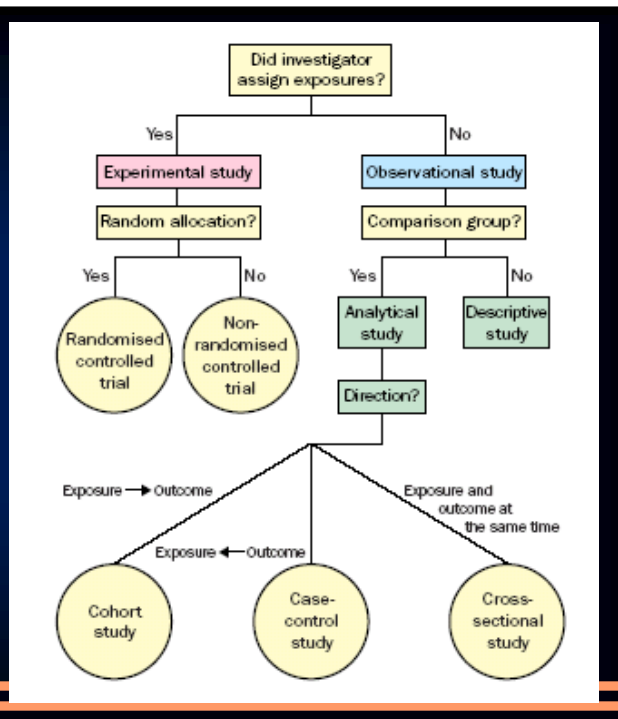 Did investigator
assign exposures?
Yes
No
Experimental study
Observational study
Random allocation?
Comparison group?
Yes
No
Yes
No
Randomised
controlled
trial
Non-
randomised
controlled
trial
Analytical
study
Descriptive
study
Direction?
Exposure → Outcome
Exposure and
outcome at
the same time
Exposure ← Outcome
Cohort
study
Case-
control
study
Cross-
sectional
study